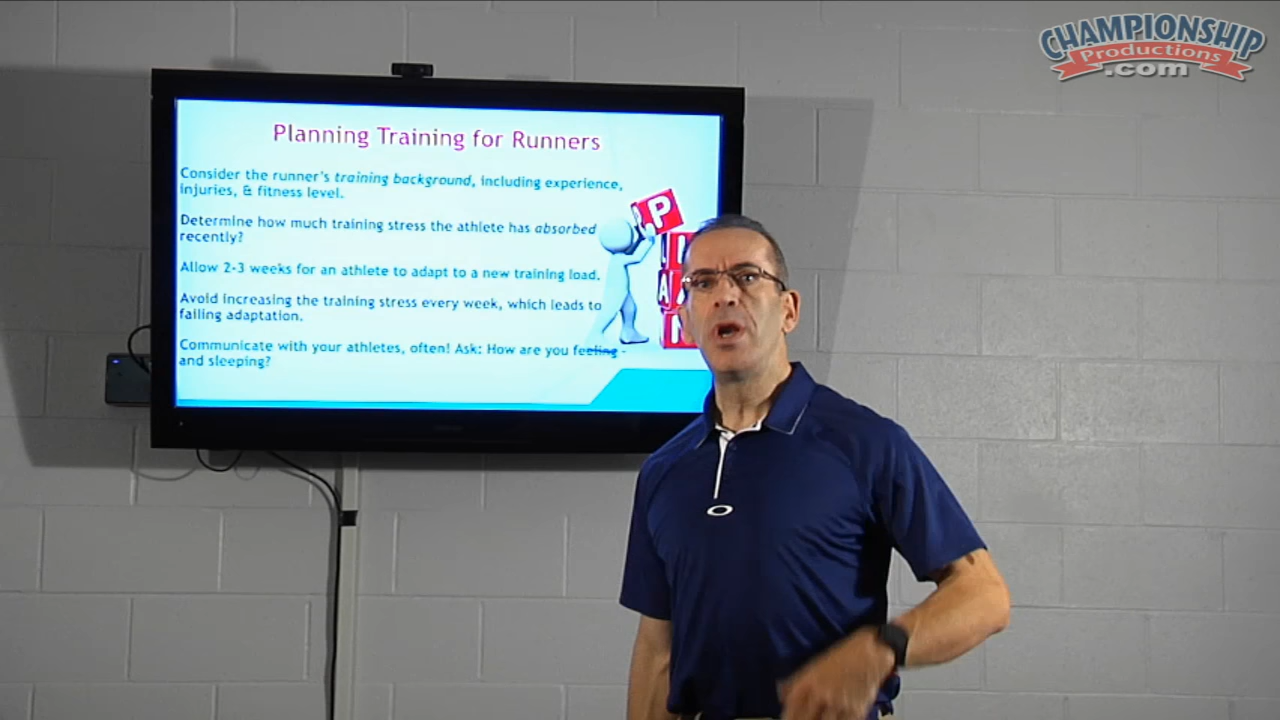 CHAMPIONSHIP
Productions
.com
Planning Training for Runners
Consider the runner's training background, including experience,
injuries, & fitness level.
Determine how much training stress the athlete has absorbed
recently?
Allow 2-3 weeks for an athlete to adapt to a new training load.
Avoid increasing the training stress every week, which leads to
failing adaptation.
Communicate with your athletes, often! Ask: How are you feeling -
and sleeping?
P
L
A